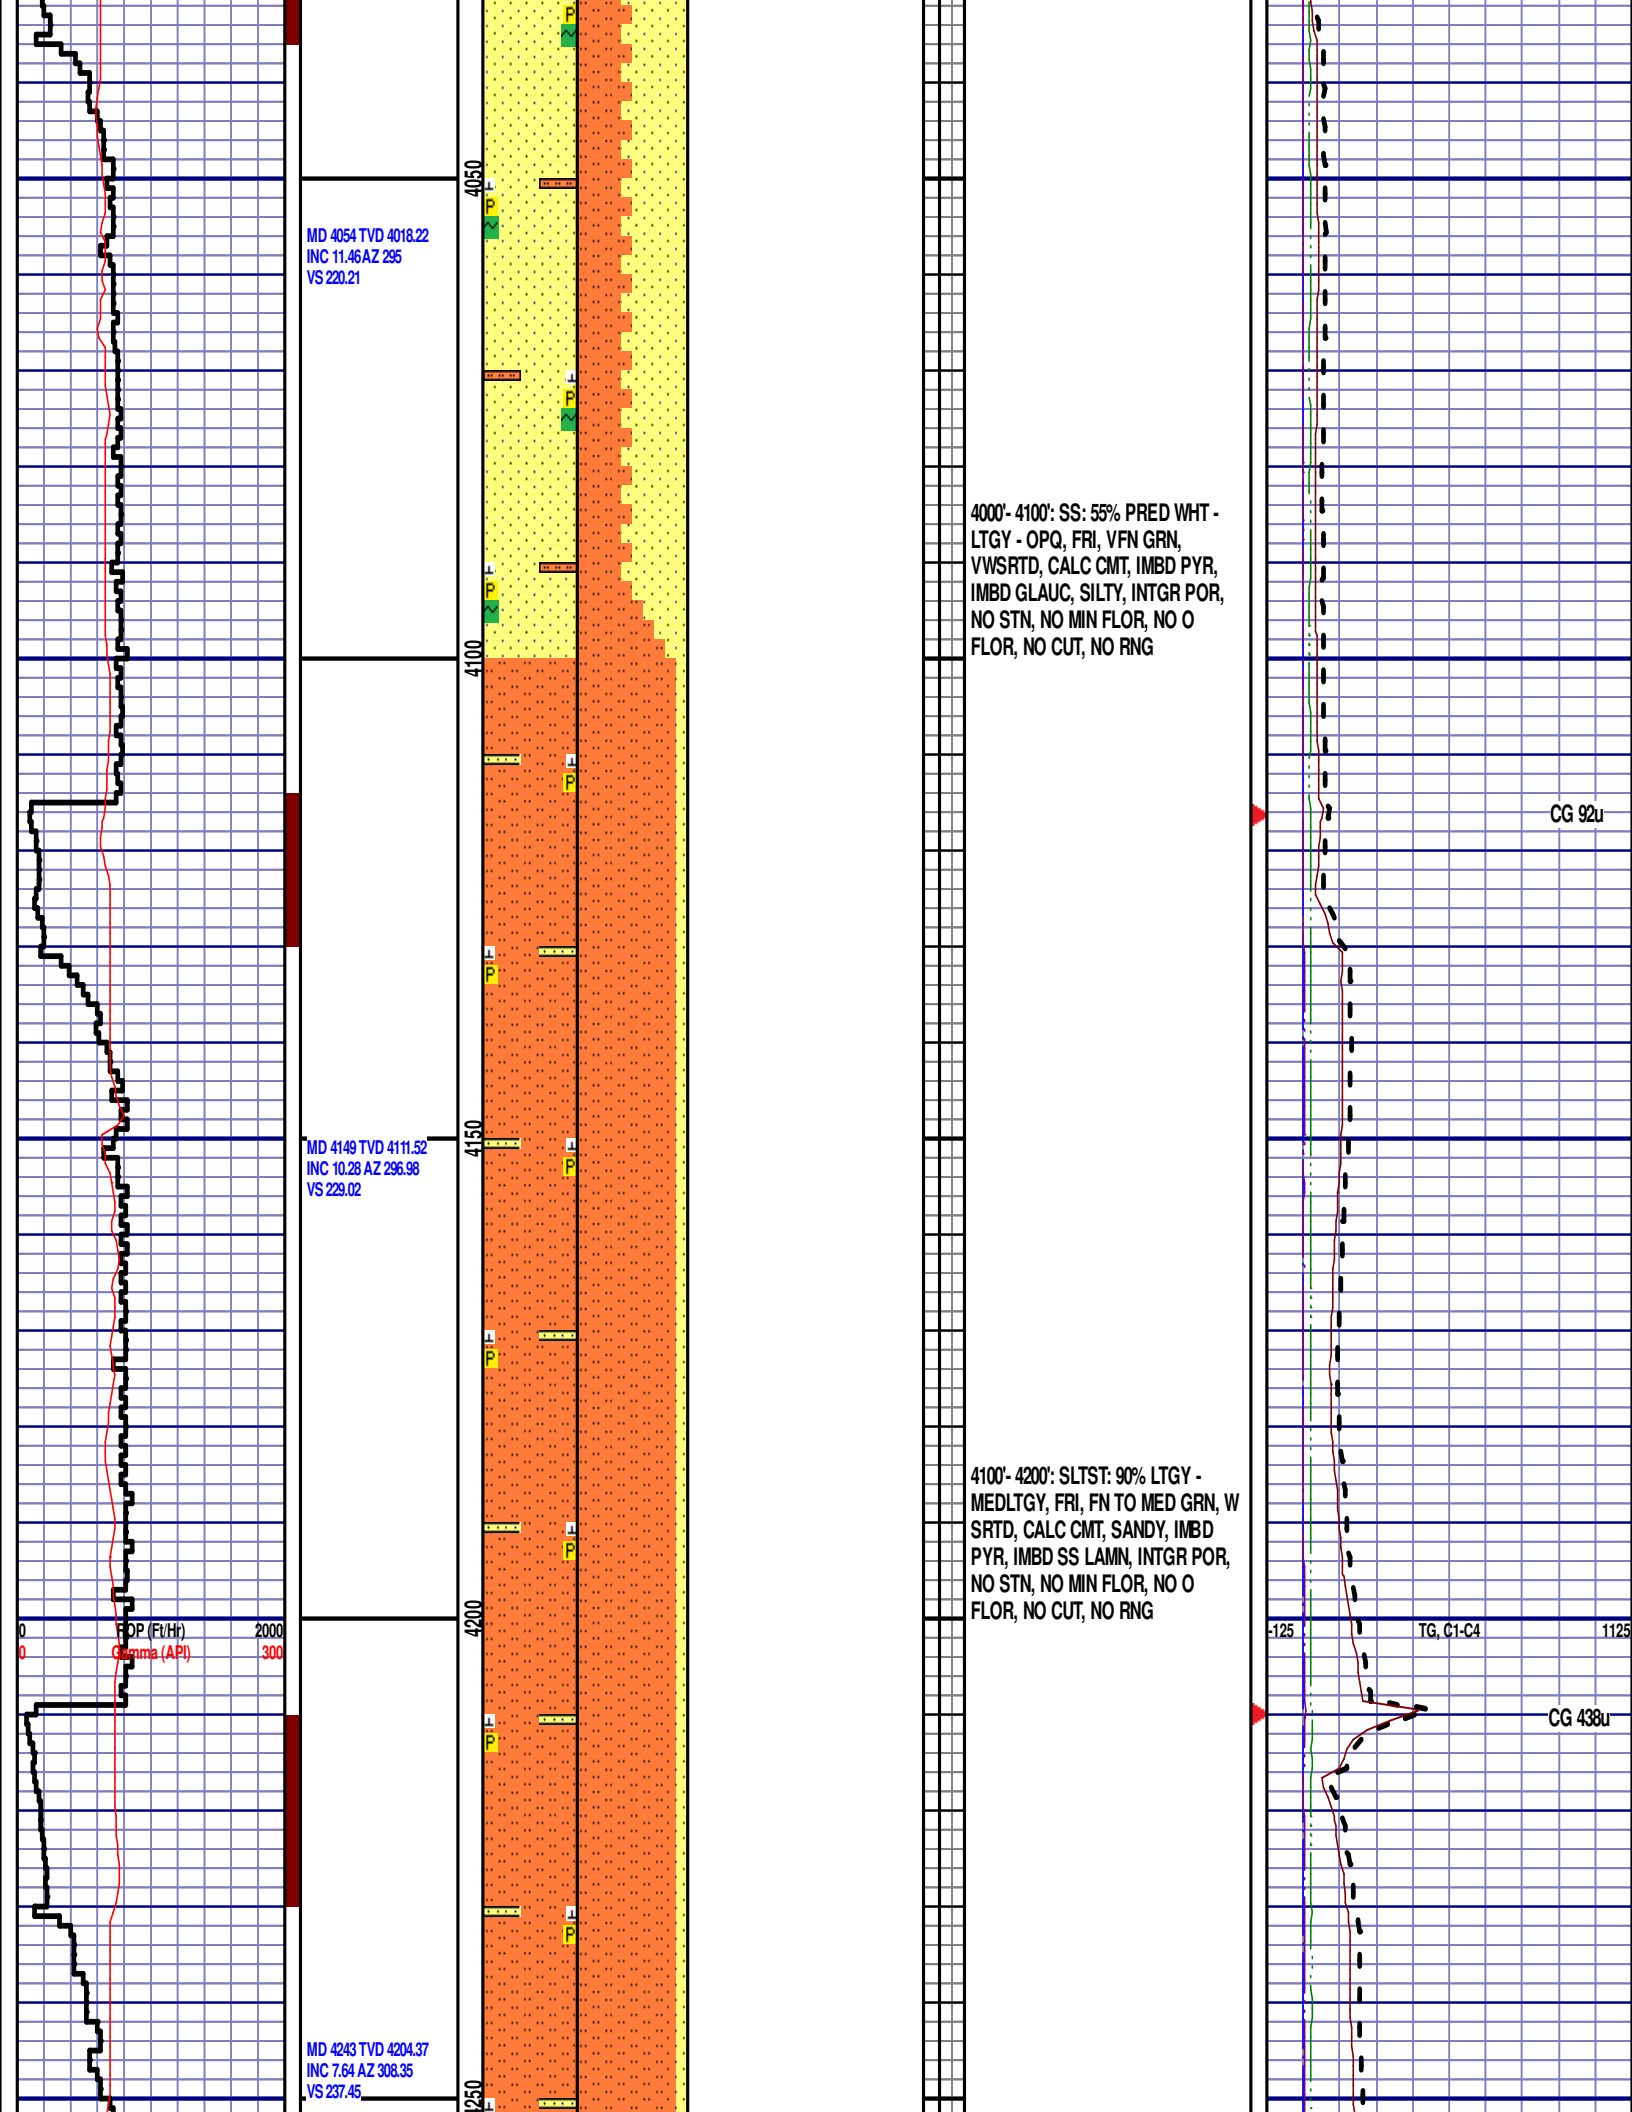 P
4050
P
MD 4054 TVD 4018.22
INC 11.46 AZ 295
VS 220.21
P
4000'- 4100': SS: 55% PRED WHT -
LTGY - OPQ, FRI, VFN GRN,
VWSRTD, CALC CMT, IMBD PYR,
IMBD GLAUC, SILTY, INTGR POR,
NO STN, NO MIN FLOR, NO O
FLOR, NO CUT, NO RNG
P
4100
P
CG 92u
P
4150
MD 4149 TVD 4111.52
INC 10.28 AZ 296.98
VS 229.02
P
P
4100'- 4200': SLTST: 90% LTGY -
MEDLTGY, FRI, FN TO MED GRN, W
SRTD, CALC CMT, SANDY, IMBD
PYR, IMBD SS LAMN, INTGR POR,
NO STN, NO MIN FLOR, NO O
FLOR, NO CUT, NO RNG
P
4200
0 ROP (Ft/Hr) 2000
0 Gamma (API) 300
-125 TG, C1-C4 1125
CG 438u
P
P
MD 4243 TVD 4204.37
INC 7.64 AZ 308.35
VS 237.45
4250